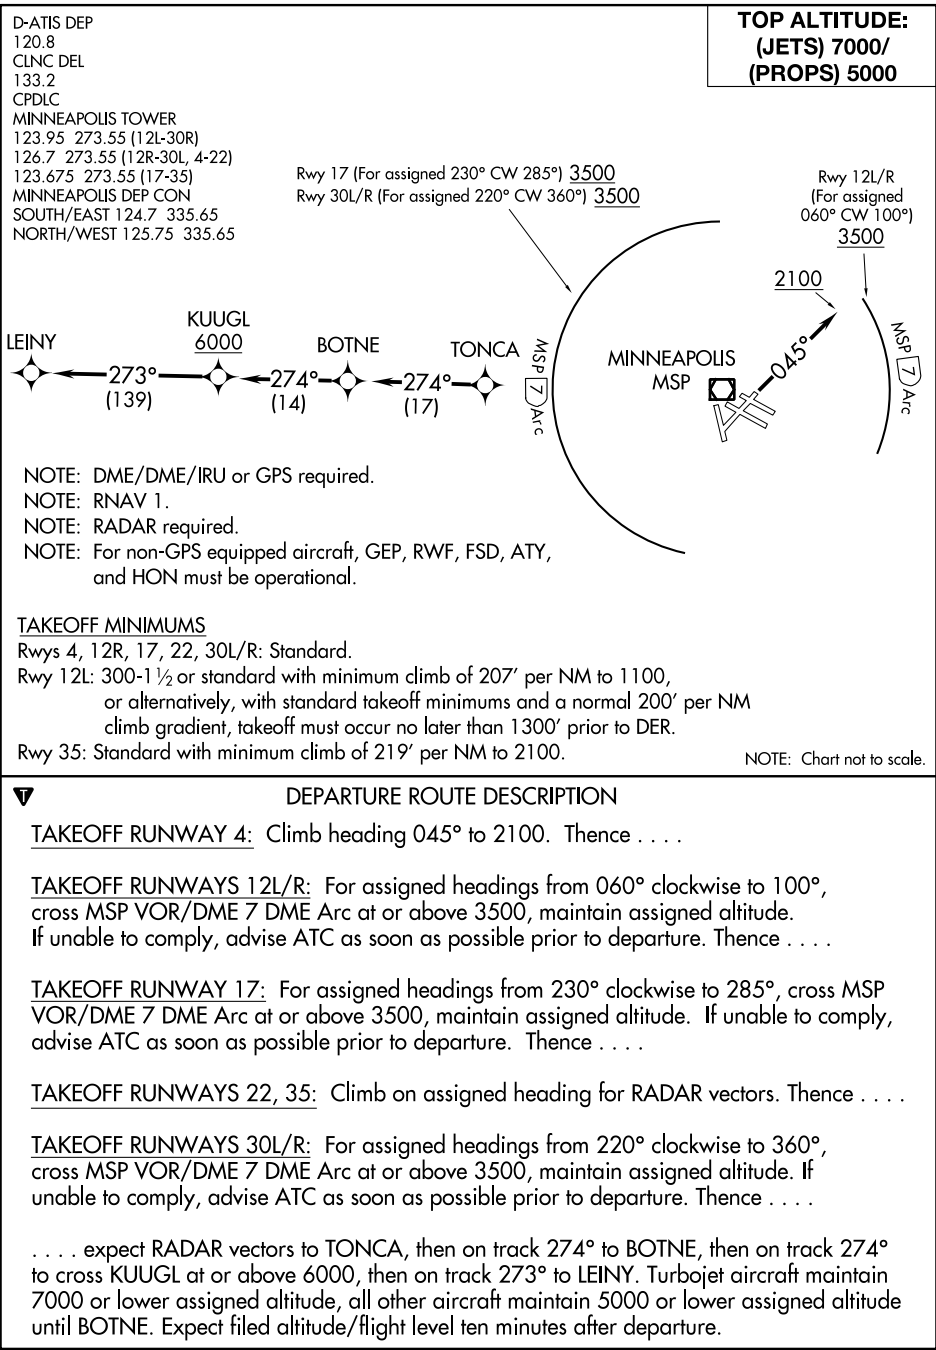 D-ATIS DEP
120.8
CLNC DEL
133.2
CPDLC
MINNEAPOLIS TOWER
123.95 273.55 (12L-30R)
126.7 273.55 (12R-30L, 4-22)
123.675 273.55 (17-35)
MINNEAPOLIS DEP CON
SOUTH/EAST 124.7 335.65
NORTH/WEST 125.75 335.65
TOP ALTITUDE:
(JETS) 7000/
(PROPS) 5000
Rwy 17 (For assigned 230° CW 285°) 3500
Rwy 30L/R (For assigned 220° CW 360°) 3500
Rwy 12L/R
(For assigned
060° CW 100°)
3500
2100
045°
MSP 7 Arc
MINNEAPOLIS
MSP
MSP 7 Arc
LEINY
KUUGL
6000
BOTNE
TONCA
273°
(139)
274°
(14)
274°
(17)
NOTE: DME/DME/IRU or GPS required.
NOTE: RNAV 1.
NOTE: RADAR required.
NOTE: For non-GPS equipped aircraft, GEP, RWF, FSD, ATY,
and HON must be operational.
TAKEOFF MINIMUMS
Rwys 4, 12R, 17, 22, 30L/R: Standard.
Rwy 12L: 300-1½ or standard with minimum climb of 207' per NM to 1100,
or alternatively, with standard takeoff minimums and a normal 200' per NM
climb gradient, takeoff must occur no later than 1300' prior to DER.
Rwy 35: Standard with minimum climb of 219' per NM to 2100.
NOTE: Chart not to scale.
T
DEPARTURE ROUTE DESCRIPTION
TAKEOFF RUNWAY 4: Climb heading 045° to 2100. Thence . . . .
TAKEOFF RUNWAYS 12L/R: For assigned headings from 060° clockwise to 100°,
cross MSP VOR/DME 7 DME Arc at or above 3500, maintain assigned altitude.
If unable to comply, advise ATC as soon as possible prior to departure. Thence . . . .
TAKEOFF RUNWAY 17: For assigned headings from 230° clockwise to 285°, cross MSP
VOR/DME 7 DME Arc at or above 3500, maintain assigned altitude. If unable to comply,
advise ATC as soon as possible prior to departure. Thence . . . .
TAKEOFF RUNWAYS 22, 35: Climb on assigned heading for RADAR vectors. Thence . . . .
TAKEOFF RUNWAYS 30L/R: For assigned headings from 220° clockwise to 360°,
cross MSP VOR/DME 7 DME Arc at or above 3500, maintain assigned altitude. If
unable to comply, advise ATC as soon as possible prior to departure. Thence . . . .
. . . . expect RADAR vectors to TONCA, then on track 274° to BOTNE, then on track 274°
to cross KUUGL at or above 6000, then on track 273° to LEINY. Turbojet aircraft maintain
7000 or lower assigned altitude, all other aircraft maintain 5000 or lower assigned altitude
until BOTNE. Expect filed altitude/flight level ten minutes after departure.